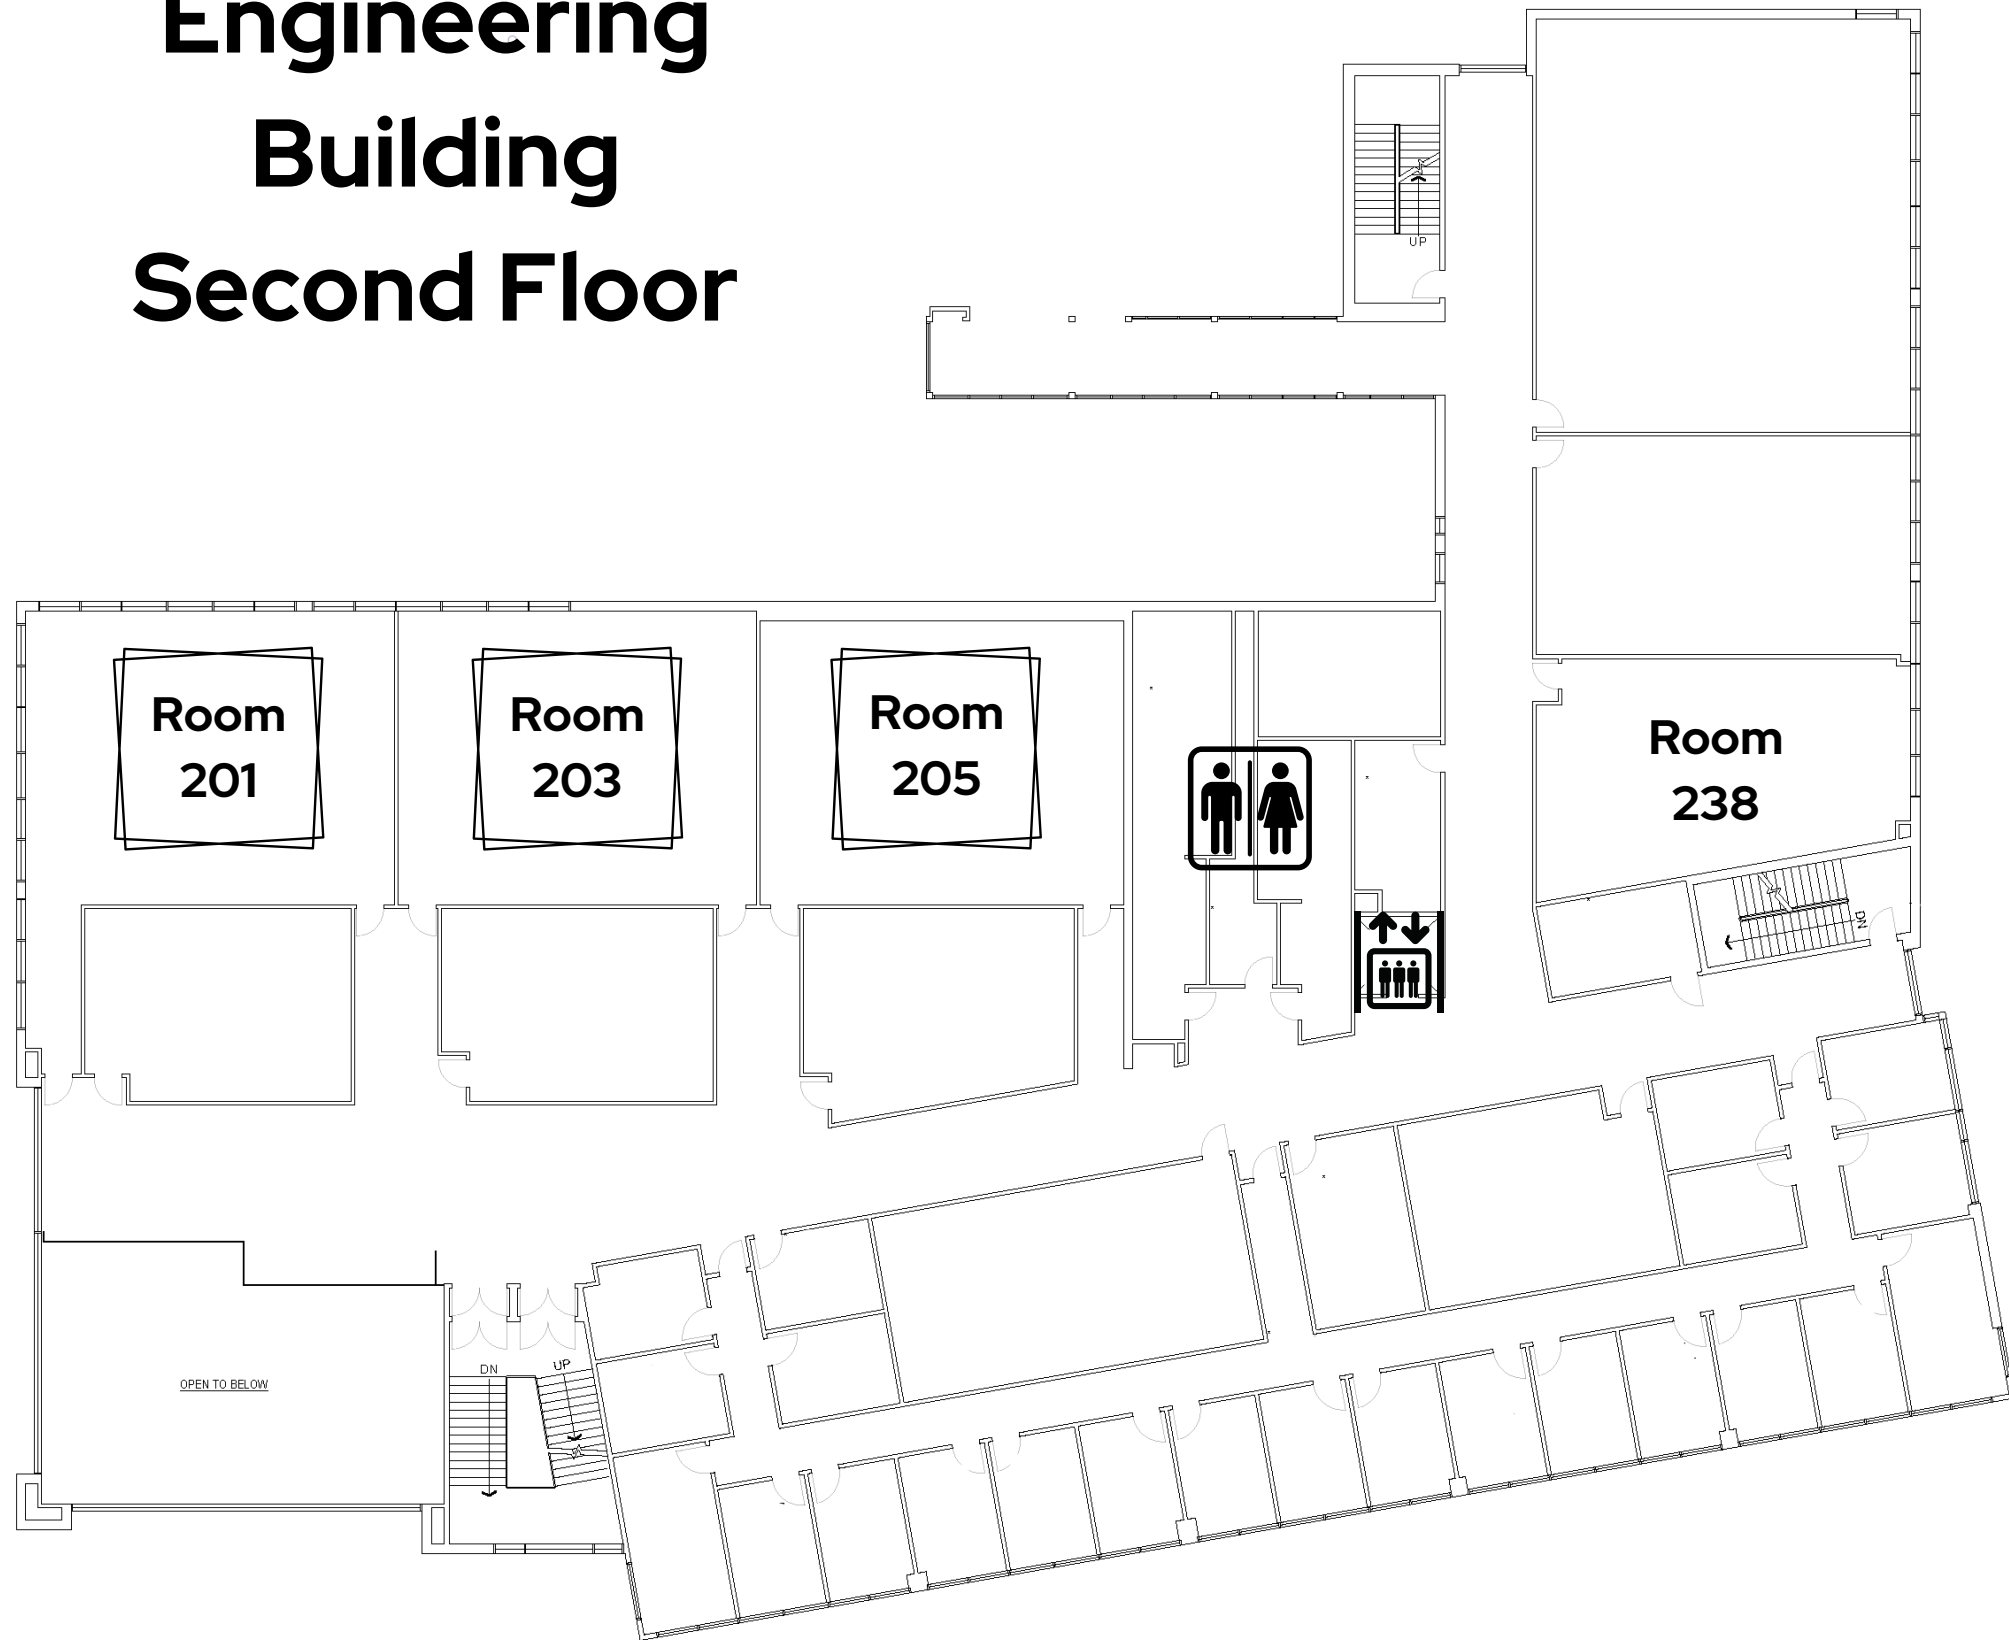 Engineering
Building
Second Floor
UP
Room
201
Room
203
Room
205
Room
238
DN
OPEN TO BELOW
DN
UP